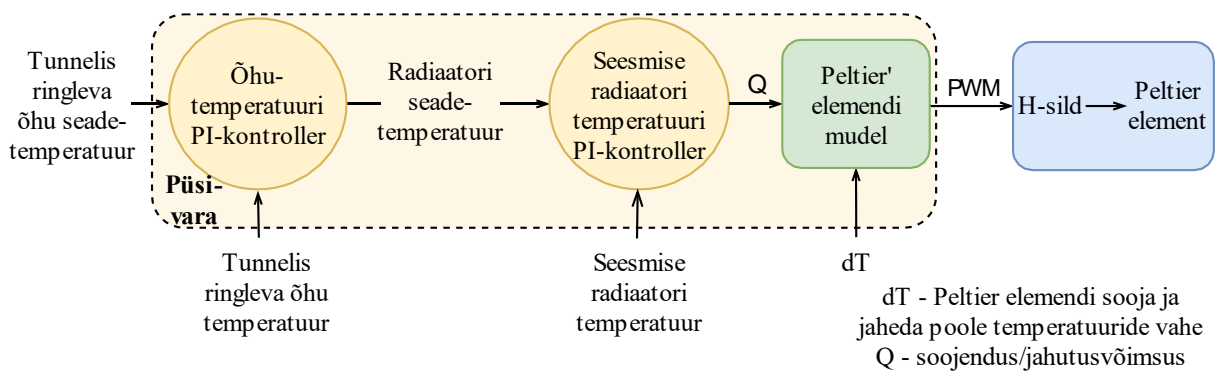 Tunnelis
ringleva
õhu seade-
temperatuur
Õhu-
temperatuuri
PI-kontroller
Radiaatori
seade-
temperatuur
Seesmise
radiaatori
temperatuuri
PI-kontroller
Q
Peltier'
elemendi
mudel
PWM
H-sild
Peltier
element
Püsi-
vara
Tunnelis
ringleva õhu
temperatuur
Seesmise
radiaatori
temperatuur
dT
dT - Peltier elemendi sooja ja
jaheda poole temperatuuride vahe
Q - soojendus/jahutusvõimsus